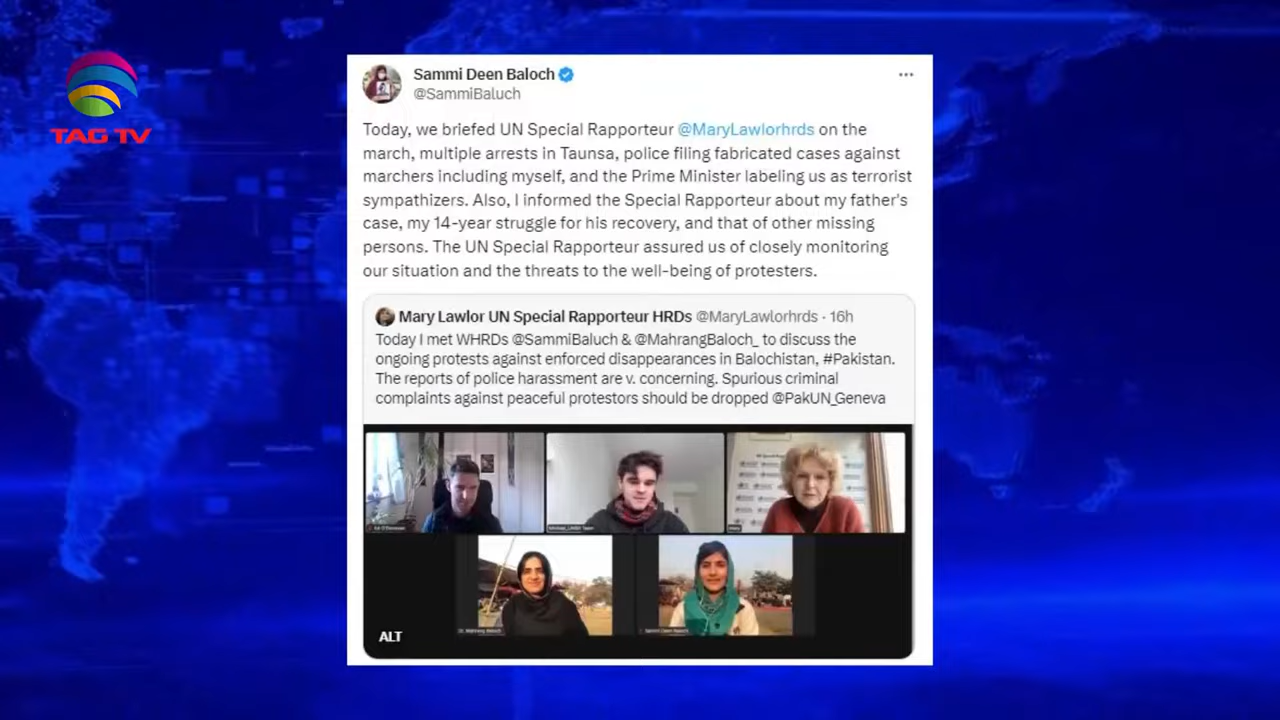 TAG TV
Sammi Deen Baloch
@SammiBaluch
Today, we briefed UN Special Rapporteur @MaryLawlorhrds on the
march, multiple arrests in Taunsa, police filing fabricated cases against
marchers including myself, and the Prime Minister labeling us as terrorist
sympathizers. Also, I informed the Special Rapporteur about my father's
case, my 14-year struggle for his recovery, and that of other missing
persons. The UN Special Rapporteur assured us of closely monitoring
our situation and the threats to the well-being of protesters.
Mary Lawlor UN Special Rapporteur HRDs @MaryLawlorhrds · 16h
Today I met WHRDs @SammiBaluch & @MahrangBaloch_ to discuss the
ongoing protests against enforced disappearances in Balochistan, #Pakistan.
The reports of police harassment are v. concerning. Spurious criminal
complaints against peaceful protestors should be dropped @PakUN_Geneva
Dr. Mahrang Baloch
Sammi Deen Baloch
ALT